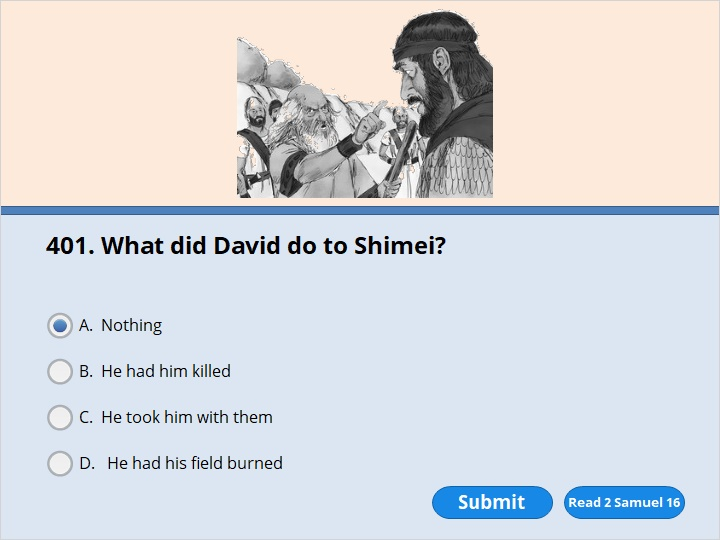 401. What did David do to Shimei?
A. Nothing
B. He had him killed
C. He took him with them
D. He had his field burned
Submit
Read 2 Samuel 16